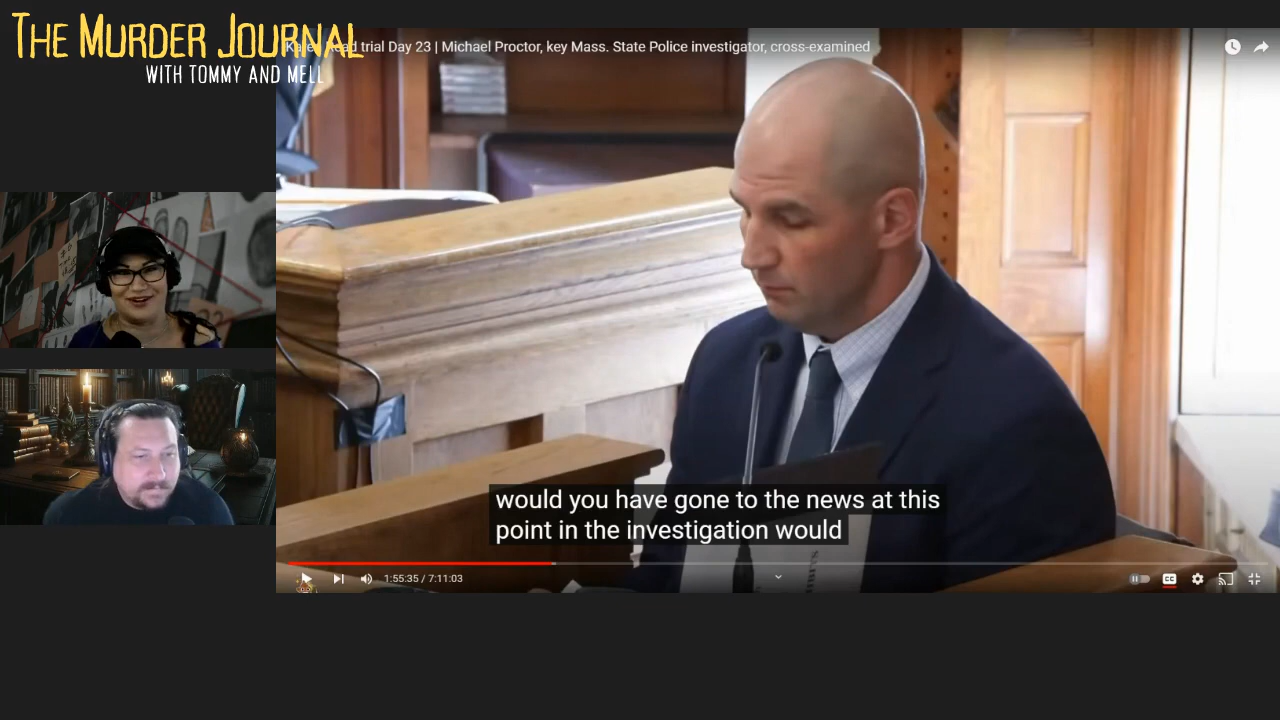 THE MURDER JOURNAL
WITH TOMMY AND MELL
trial Day 23 | Michael Proctor, key Mass. State Police investigator, cross-examined
would you have gone to the news at this
point in the investigation would
1:55:35 / 7:11:03
CC